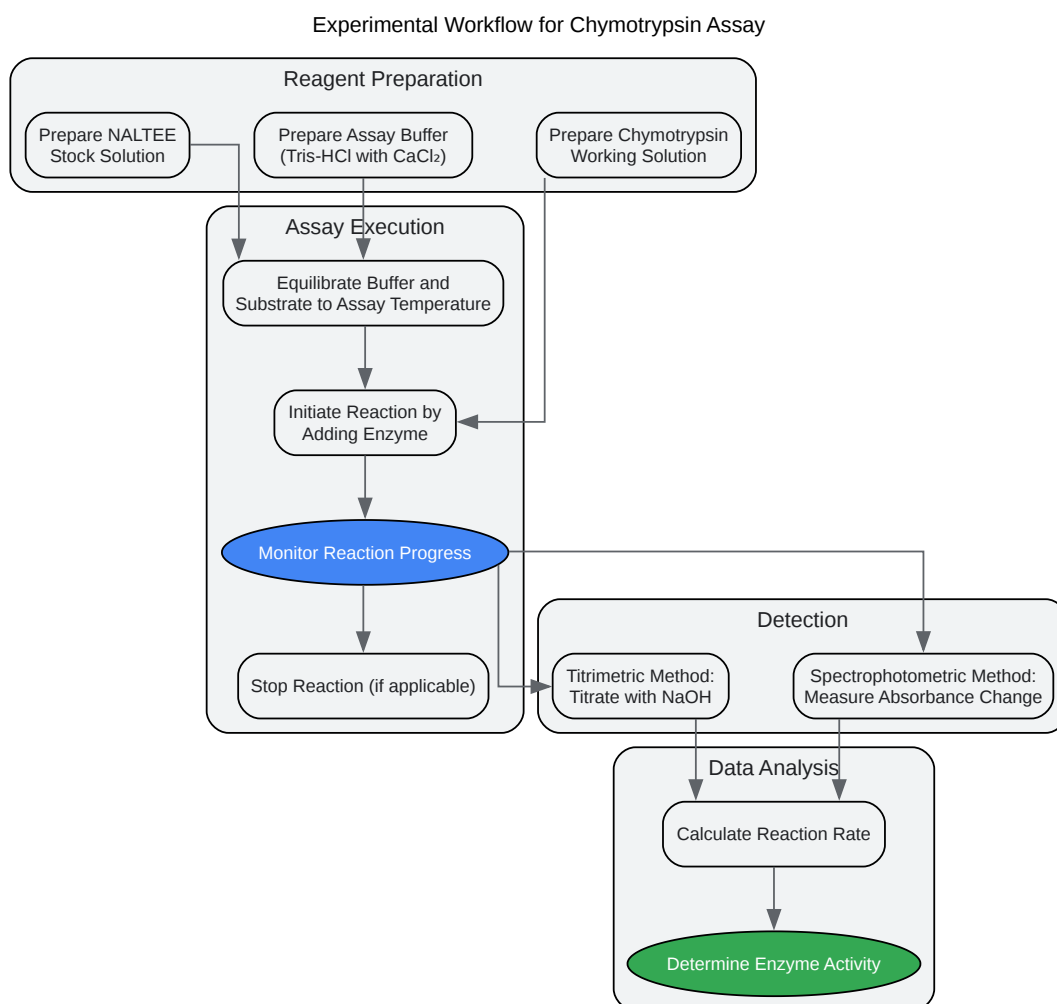 Experimental Workflow for Chymotrypsin Assay
Reagent Preparation
Prepare NALTEE
Stock Solution
Prepare Assay Buffer
(Tris-HCl with CaCl₂)
Prepare Chymotrypsin
Working Solution
Assay Execution
Equilibrate Buffer and
Substrate to Assay Temperature
Initiate Reaction by
Adding Enzyme
Monitor Reaction Progress
Stop Reaction (if applicable)
Detection
Titrimetric Method:
Titrate with NaOH
Spectrophotometric Method:
Measure Absorbance Change
Data Analysis
Calculate Reaction Rate
Determine Enzyme Activity